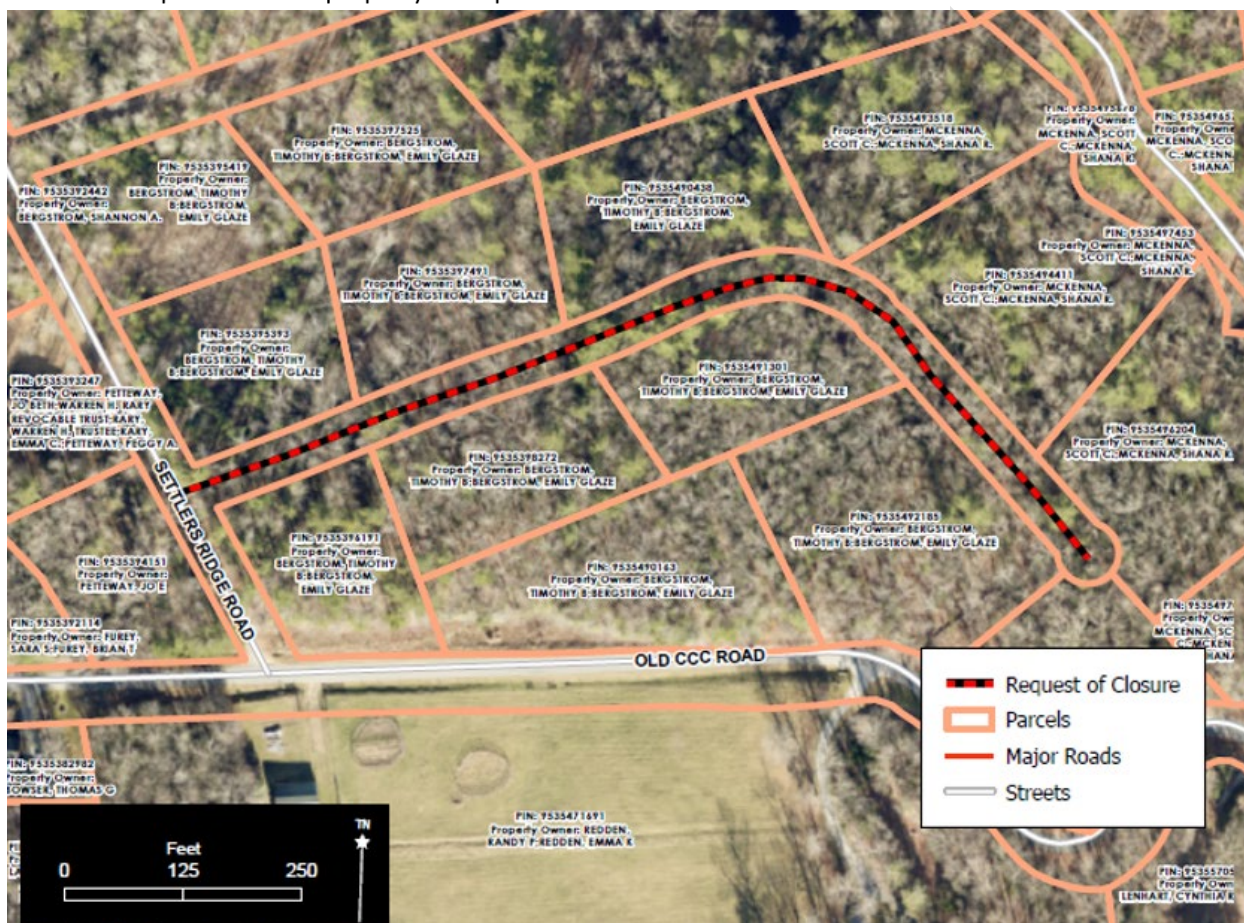 PIN: 9535397525
Property Owner: BERGSTROM,
TIMOTHY B;BERGSTROM, EMILY GLAZE
PIN: 9535493518
Property Owner: MCKENNA,
SCOTT C.;MCKENNA, SHANA R.
PIN:
Property Owner:
MCKENNA, SCOTT
C.;MCKENNA,
SHANA R.
PIN:
MCKENNA,
SHANA
PIN: 9535395419
Property Owner:
BERGSTROM, TIMOTHY
B;BERGSTROM,
EMILY GLAZE
PIN: 9535392442
Property Owner:
BERGSTROM, SHANNON A.
PIN: 9535490438
Property Owner: BERGSTROM,
TIMOTHY B;BERGSTROM,
EMILY GLAZE
PIN: 9535497453
Property Owner: MCKENNA,
SCOTT C.;MCKENNA,
SHANA R.
PIN: 9535397491
Property Owner: BERGSTROM,
TIMOTHY B;BERGSTROM, EMILY GLAZE
PIN: 9535494411
Property Owner: MCKENNA,
SCOTT C.;MCKENNA, SHANA R.
PIN: 9535395393
Property Owner:
BERGSTROM, TIMOTHY
B;BERGSTROM, EMILY GLAZE
PIN: 9535491301
Property Owner: BERGSTROM,
TIMOTHY B;BERGSTROM, EMILY GLAZE
PIN: 9535393247
Property Owner: PETTEWAY,
JO BETH;WARREN H. KARY
REVOCABLE TRUST;KARY,
WARREN H. TRUSTEE;KARY,
EMMA C.;PETTEWAY, PEGGY A.
PIN: 9535496204
Property Owner: MCKENNA,
SCOTT C.;MCKENNA, SHANA R.
PIN: 9535398272
Property Owner: BERGSTROM,
TIMOTHY B;BERGSTROM, EMILY GLAZE
SETTLERS RIDGE ROAD
PIN: 9535492185
Property Owner: BERGSTROM,
TIMOTHY B;BERGSTROM, EMILY GLAZE
PIN: 9535396191
Property Owner:
BERGSTROM, TIMOTHY
B;BERGSTROM,
EMILY GLAZE
PIN: 9535490163
Property Owner: BERGSTROM,
TIMOTHY B;BERGSTROM, EMILY GLAZE
PIN: 9535394151
Property Owner:
PETTEWAY, JO E
PIN: 9535392114
Property Owner: FUREY,
SARA S;FUREY, BRIAN T
OLD CCC ROAD
Request of Closure
Parcels
Major Roads
Streets
PIN: 9535382982
Property Owner:
BOWSER, THOMAS G
PIN: 9535471691
Property Owner: REDDEN,
RANDY P;REDDEN, EMMA K
LENHART, CYNTHIA R
Feet
0 125 250
TN